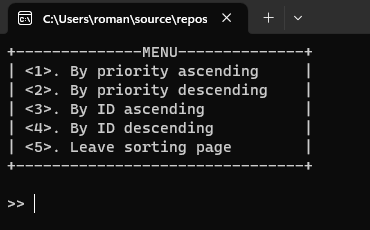 C:\Users\roman\source\repos
+--------------MENU--------------+
| <1>. By priority ascending     |
| <2>. By priority descending    |
| <3>. By ID ascending           |
| <4>. By ID descending          |
| <5>. Leave sorting page        |
+--------------------------------+
>>